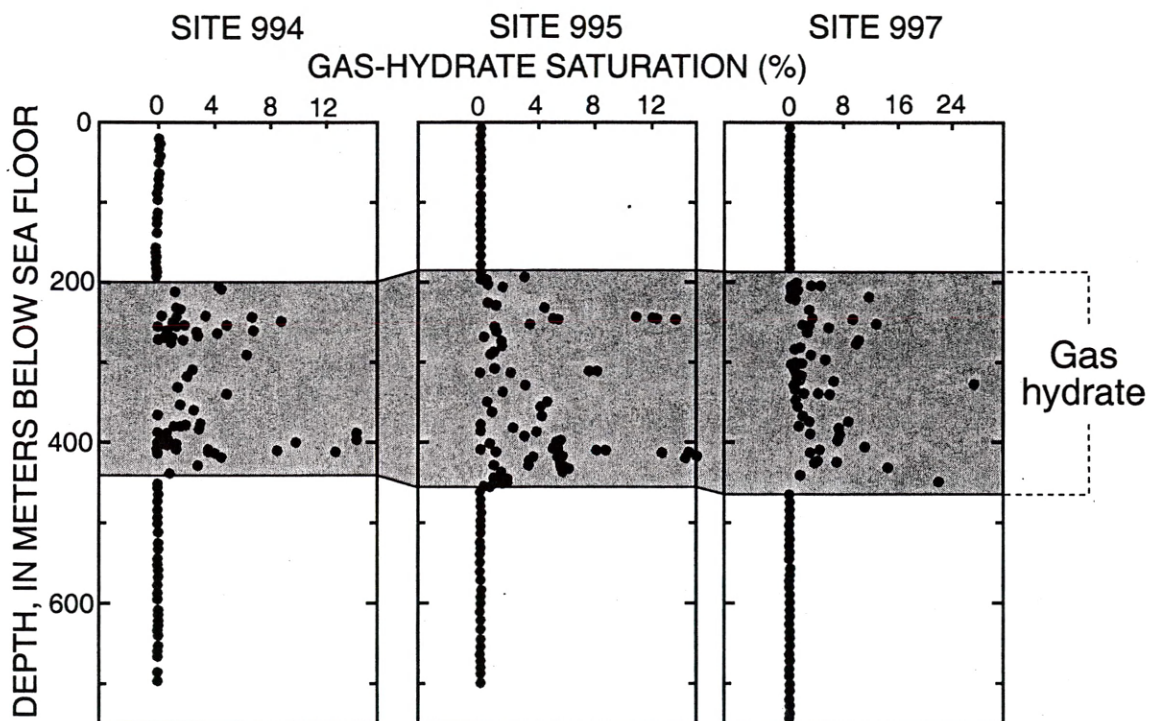 SITE 994 SITE 995 SITE 997
GAS-HYDRATE SATURATION (%)
0 4 8 12 0 4 8 12 0 8 16 24
DEPTH, IN METERS BELOW SEA FLOOR
0
200
400
600
Gas
hydrate